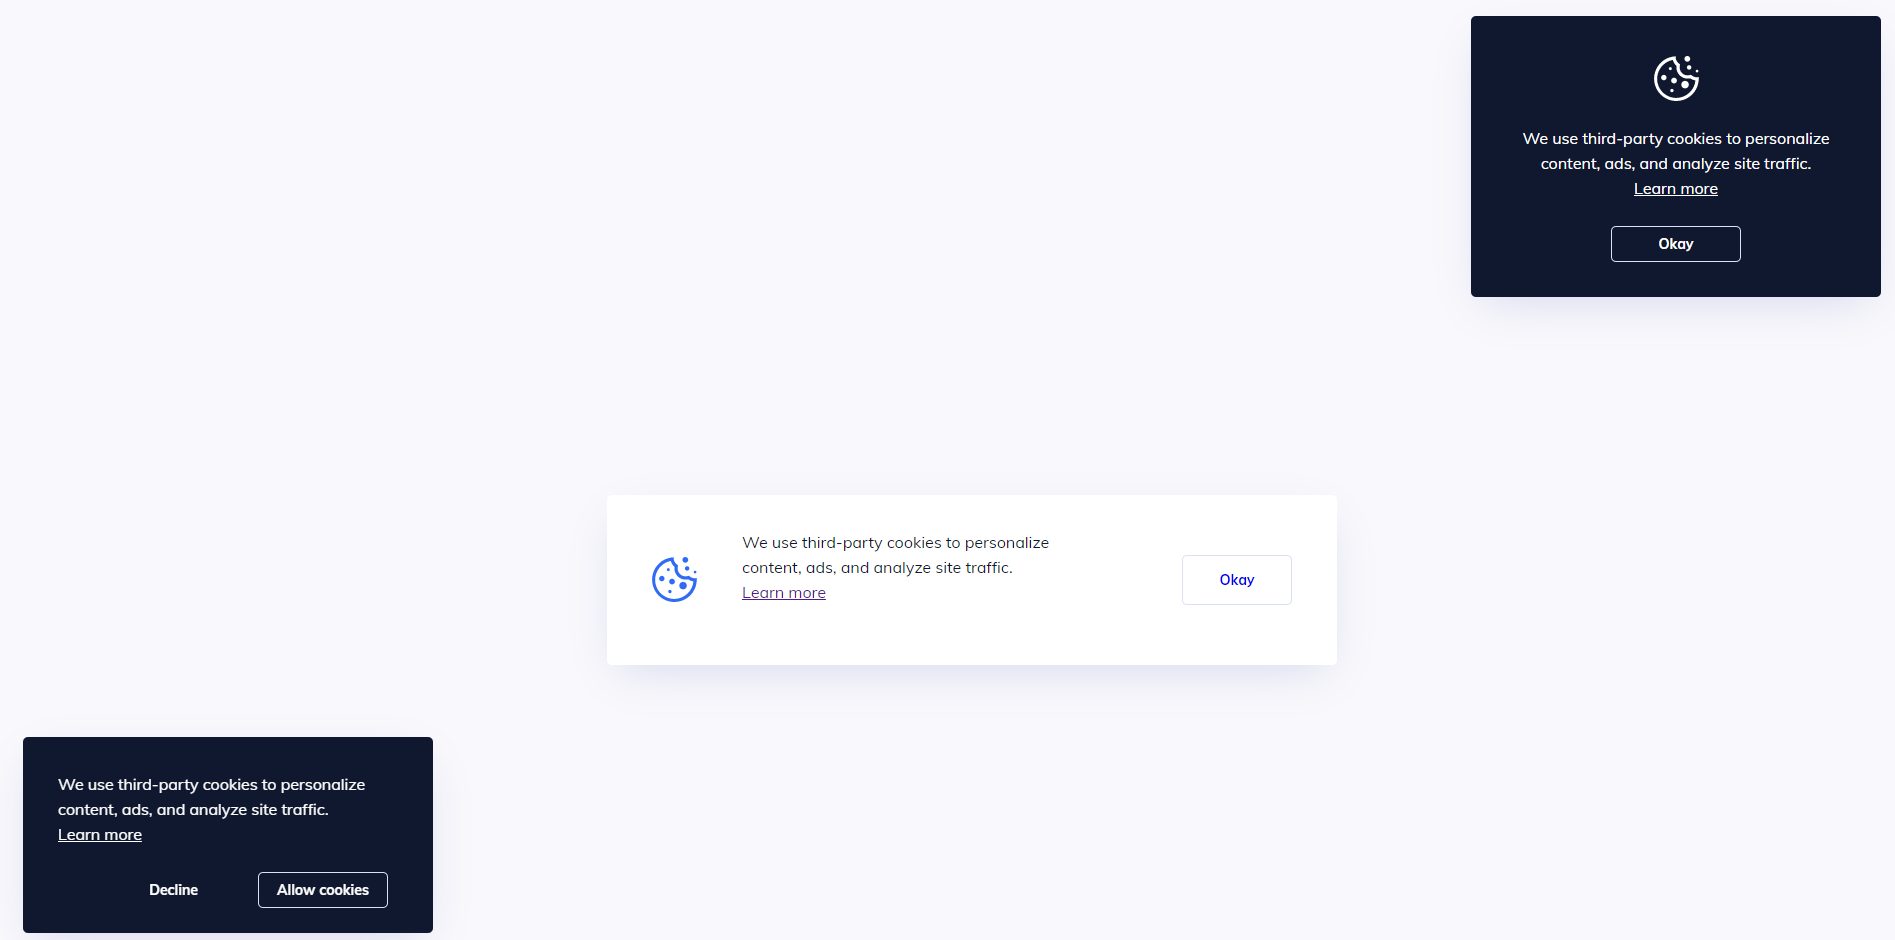 We use third-party cookies to personalize
content, ads, and analyze site traffic.
Learn more
Okay
We use third-party cookies to personalize
content, ads, and analyze site traffic.
Learn more
Okay
We use third-party cookies to personalize
content, ads, and analyze site traffic.
Learn more
Decline
Allow cookies